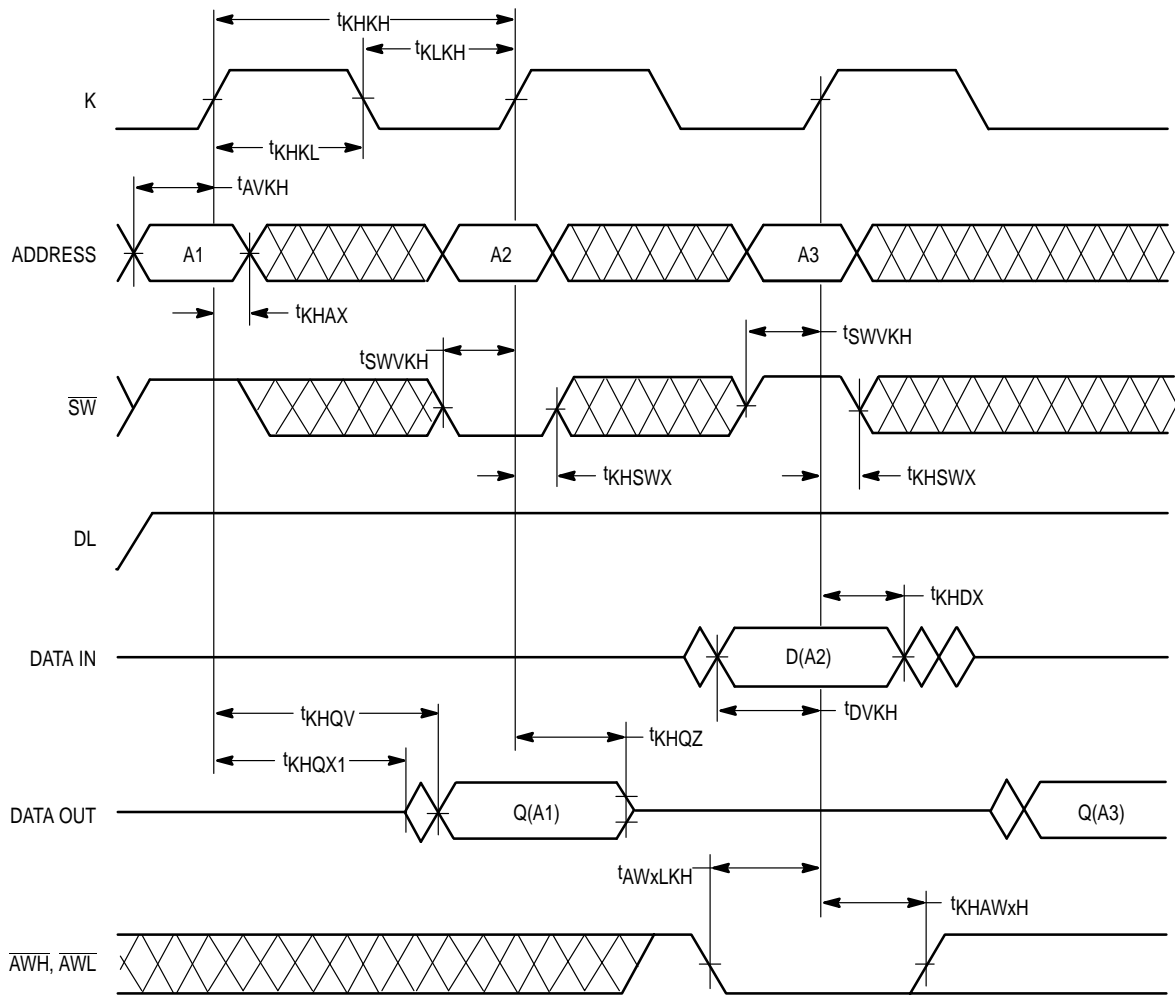 tKHKH
tKLKH
K
tKHKL
tAVKH
ADDRESS
A1
A2
A3
tKHAX
tSWVKH
tSWVKH
SW
tKHSWX
tKHSWX
DL
tKHDX
DATA IN
D(A2)
tKHQV
tDVKH
tKHQZ
tKHQX1
DATA OUT
Q(A1)
Q(A3)
tAWxLKH
tKHAWxH
AWH, AWL